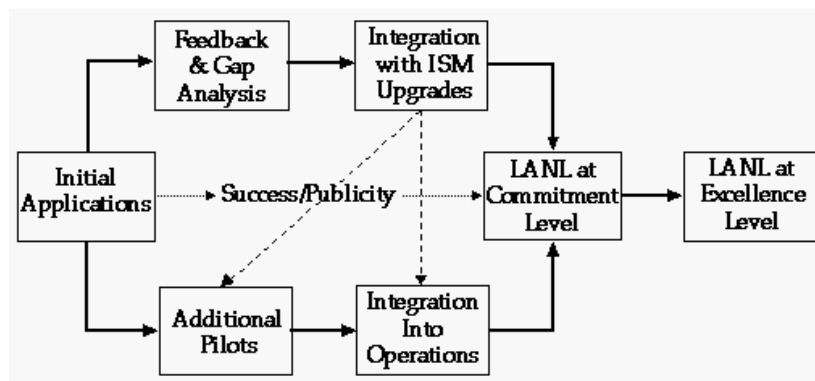 Feedback
& Gap
Analysis
Integration
with ISM
Upgrades
Initial
Applications
Success/Publicity
LANL at
Commitment
Level
LANL at
Excellence
Level
Additional
Pilots
Integration
Into
Operations